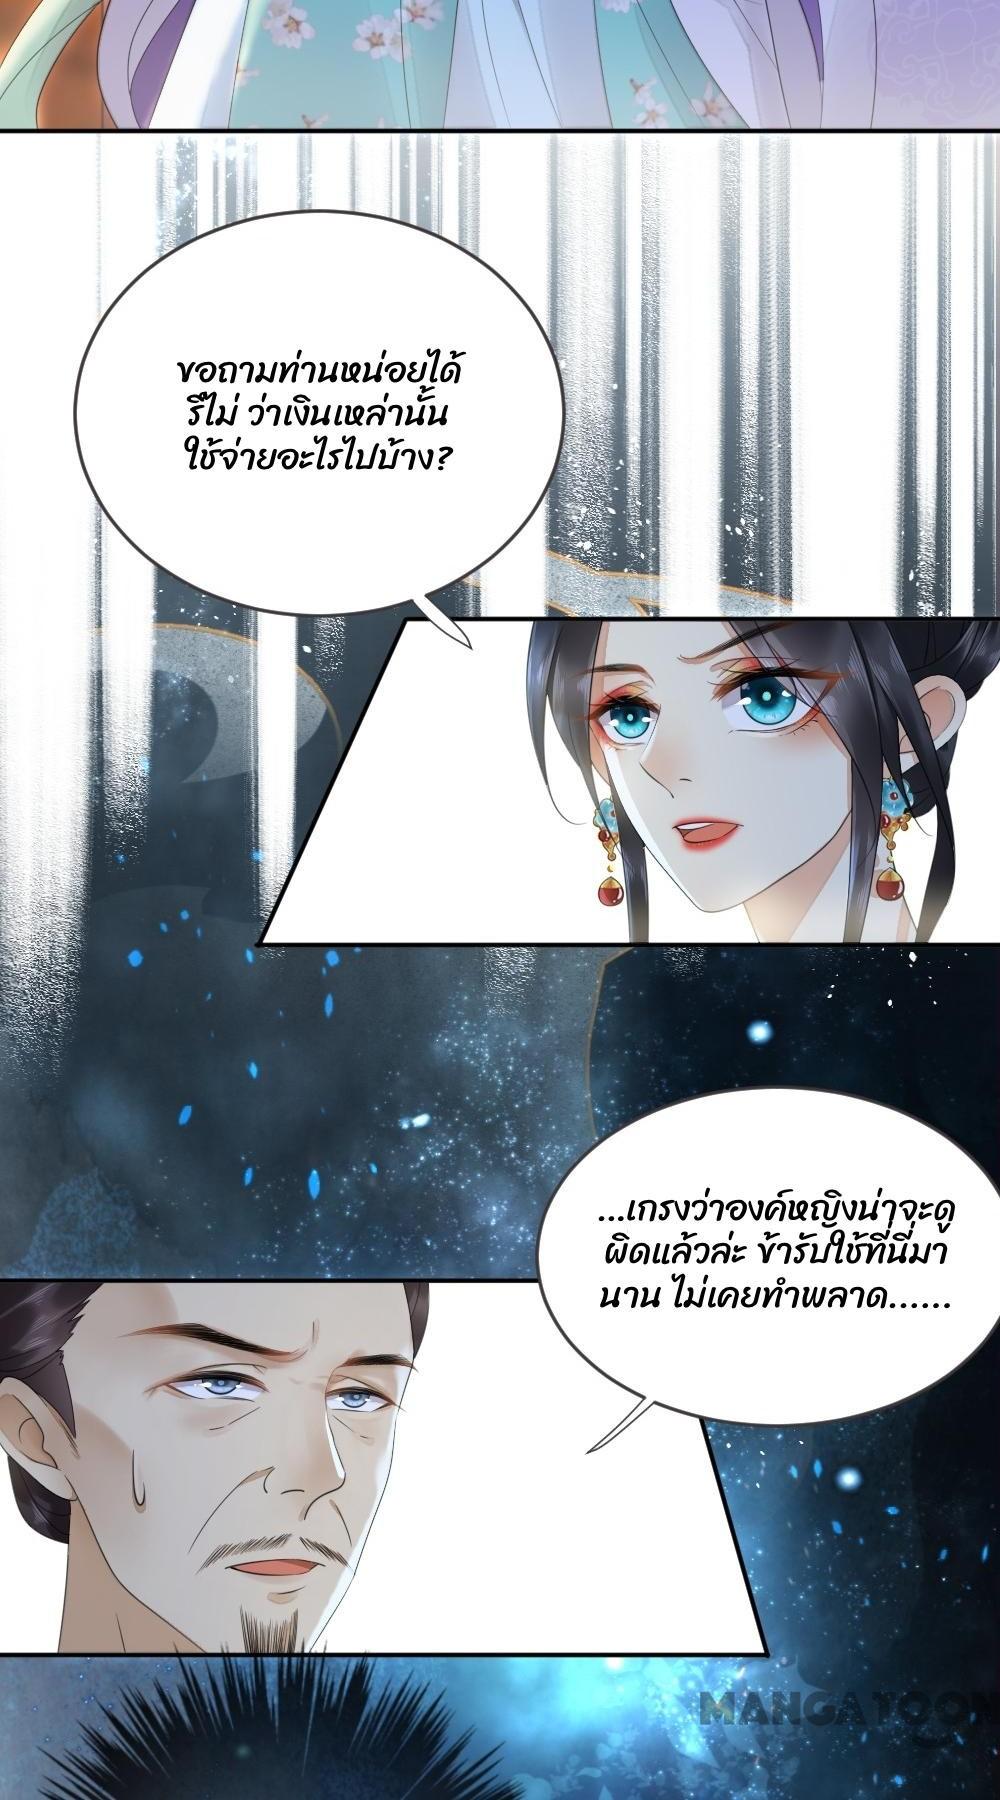 ขอถามท่านหน่อยได้
รึไม่ ว่าเงินเหล่านั้น
ใช้จ่ายอะไรไปบ้าง?
...เกรงว่าองค์หญิงน่าจะดู
ผิดแล้วล่ะ ข้ารับใช้ที่นี่มา
นาน ไม่เคยทำพลาด......
MANGATOON